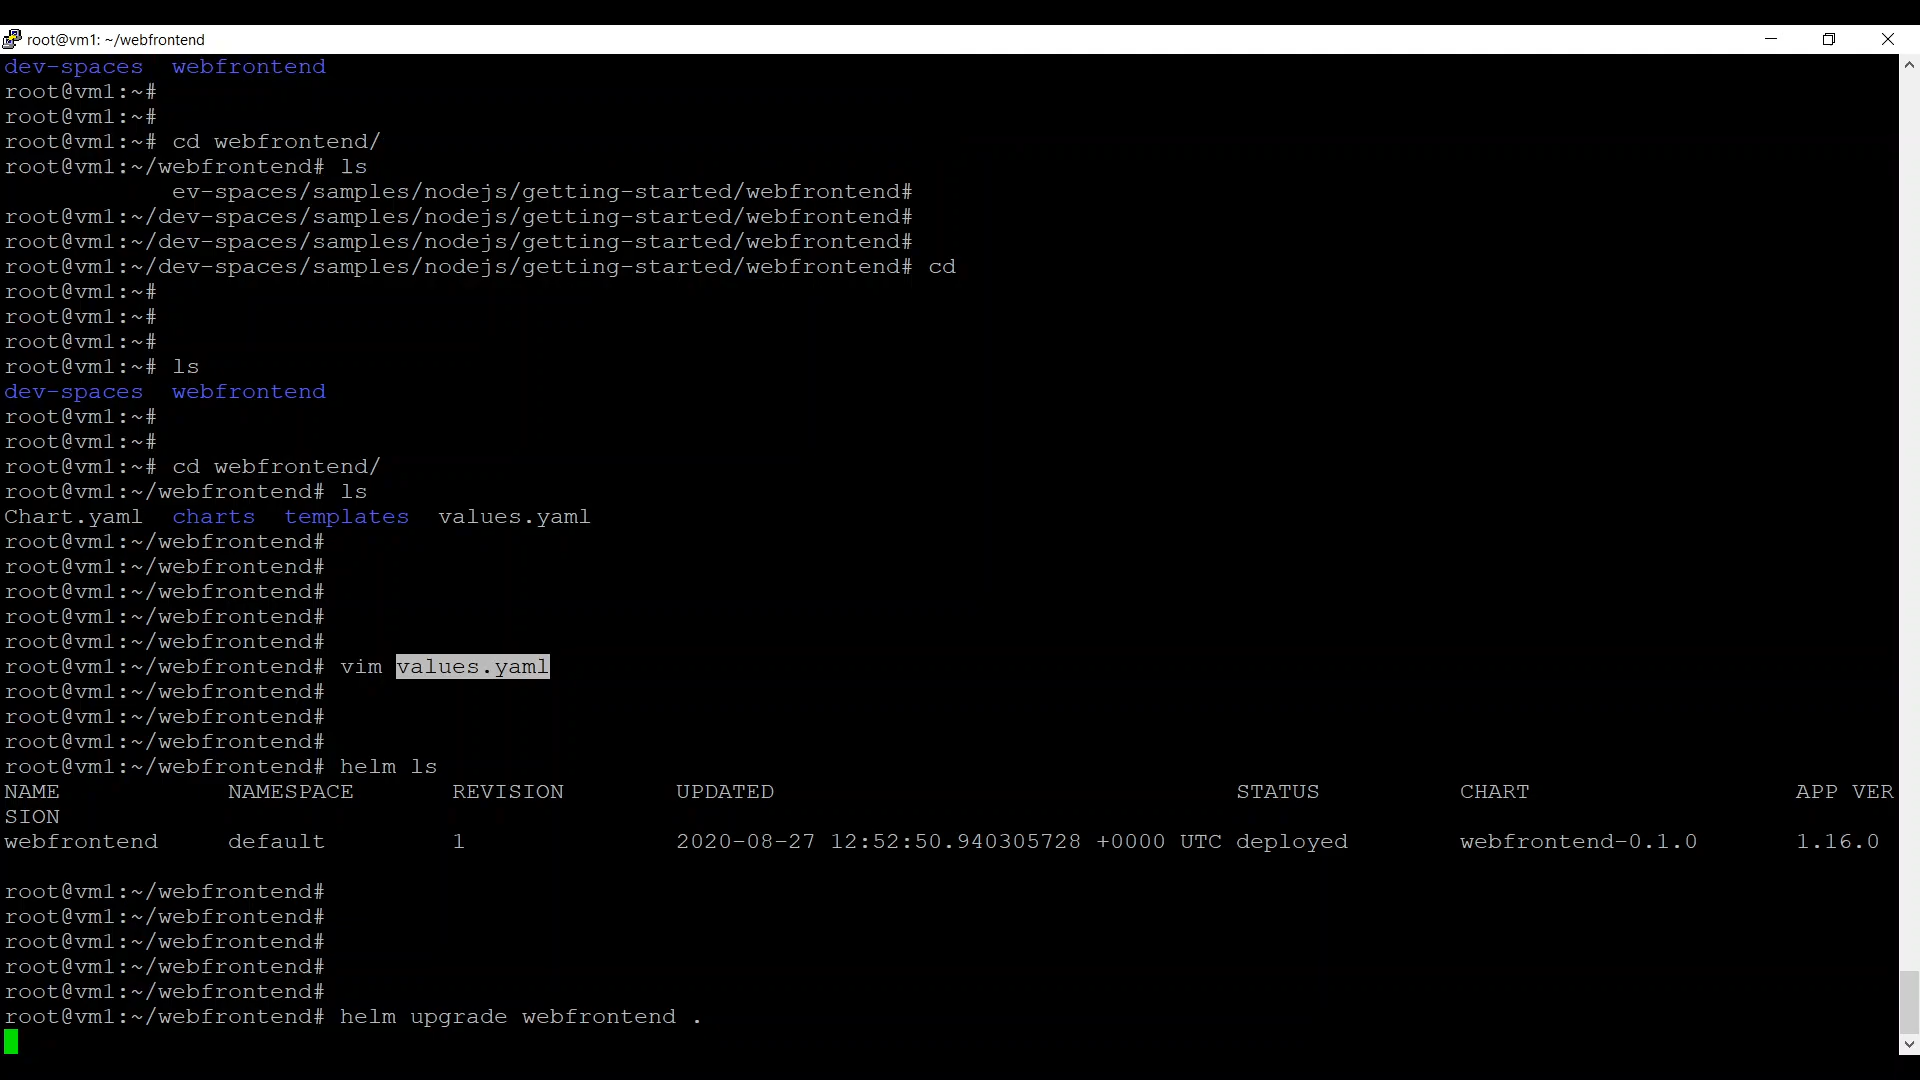 root@vm1: ~/webfrontend
dev-spaces  webfrontend
root@vm1:~#
root@vm1:~#
root@vm1:~# cd webfrontend/
root@vm1:~/webfrontend# ls
            ev-spaces/samples/nodejs/getting-started/webfrontend#
root@vm1:~/dev-spaces/samples/nodejs/getting-started/webfrontend#
root@vm1:~/dev-spaces/samples/nodejs/getting-started/webfrontend#
root@vm1:~/dev-spaces/samples/nodejs/getting-started/webfrontend# cd
root@vm1:~#
root@vm1:~#
root@vm1:~#
root@vm1:~# ls
dev-spaces  webfrontend
root@vm1:~#
root@vm1:~#
root@vm1:~# cd webfrontend/
root@vm1:~/webfrontend# ls
Chart.yaml  charts  templates  values.yaml
root@vm1:~/webfrontend#
root@vm1:~/webfrontend#
root@vm1:~/webfrontend#
root@vm1:~/webfrontend#
root@vm1:~/webfrontend#
root@vm1:~/webfrontend# vim values.yaml
root@vm1:~/webfrontend#
root@vm1:~/webfrontend#
root@vm1:~/webfrontend#
root@vm1:~/webfrontend# helm ls
NAME            NAMESPACE       REVISION        UPDATED                                 STATUS          CHART                   APP VER
SION
webfrontend     default         1               2020-08-27 12:52:50.940305728 +0000 UTC deployed        webfrontend-0.1.0       1.16.0
root@vm1:~/webfrontend#
root@vm1:~/webfrontend#
root@vm1:~/webfrontend#
root@vm1:~/webfrontend#
root@vm1:~/webfrontend#
root@vm1:~/webfrontend# helm upgrade webfrontend .